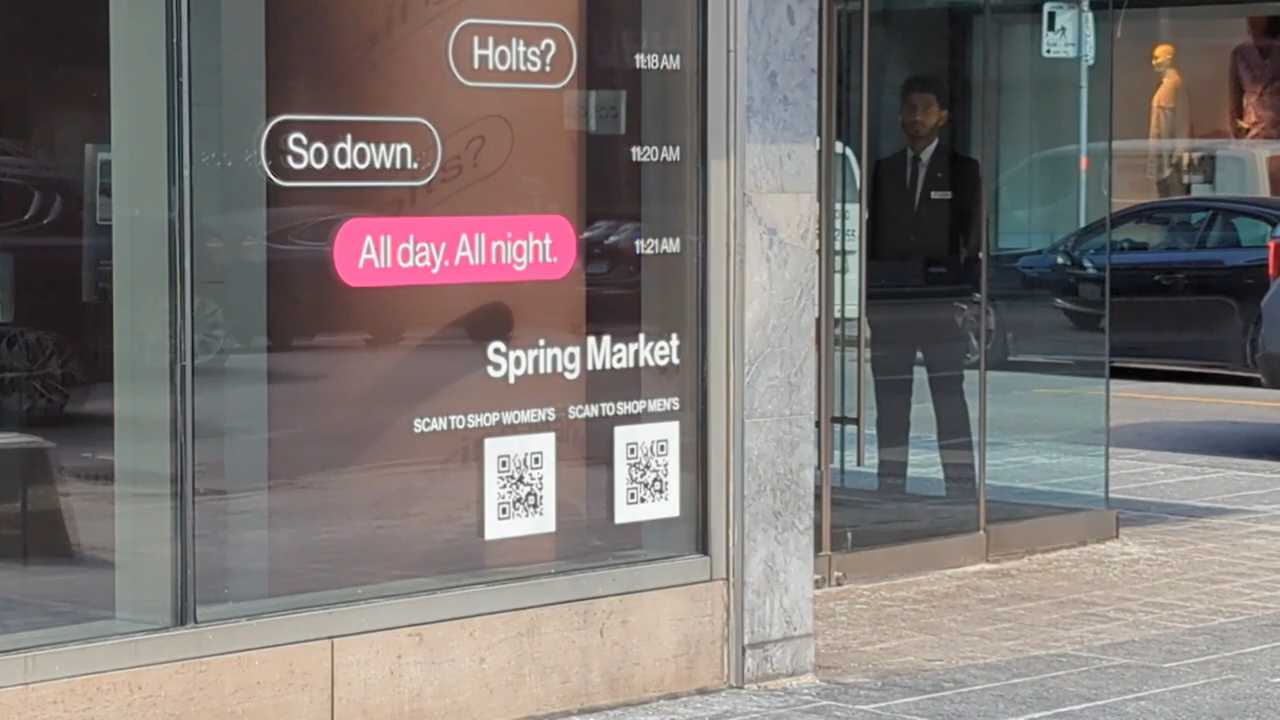 Holts?
11:18 AM
So down.
11:20 AM
All day. All night.
11:21 AM
Spring Market
SCAN TO SHOP WOMEN'S
SCAN TO SHOP MEN'S